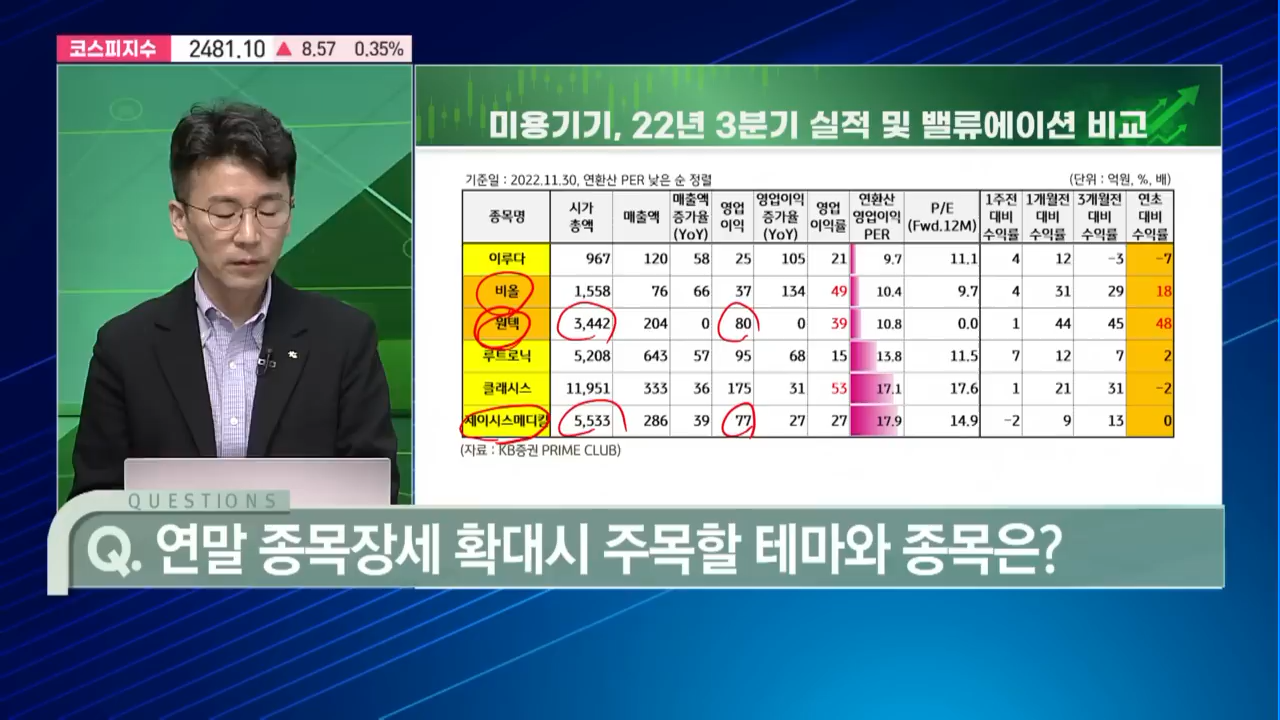 코스피지수 2481.10 ▲ 8.57 0.35%
미용기기, 22년 3분기 실적 및 밸류에이션 비교
기준일 : 2022.11.30, 연환산 PER 낮은 순 정렬 (단위 : 억원, %, 배)
종목명 시가총액 매출액 매출액증가율(YoY) 영업이익 영업이익증가율(YoY) 영업이익률 연환산영업이익PER P/E(Fwd.12M) 1주전대비수익률 1개월전대비수익률 3개월전대비수익률 연초대비수익률
이루다 967 120 58 25 105 21 9.7 11.1 4 12 -3 -7
비올 1,558 76 66 37 134 49 10.4 9.7 4 31 29 18
원텍 3,442 204 0 80 0 39 10.8 0.0 1 44 45 48
루트로닉 5,208 643 57 95 68 15 13.8 11.5 7 12 7 2
클래시스 11,951 333 36 175 31 53 17.1 17.6 1 21 31 -2
제이시스메디칼 5,533 286 39 77 27 27 17.9 14.9 -2 9 13 0
(자료 : KB증권 PRIME CLUB)
QUESTIONS
Q. 연말 종목장세 확대시 주목할 테마와 종목은?